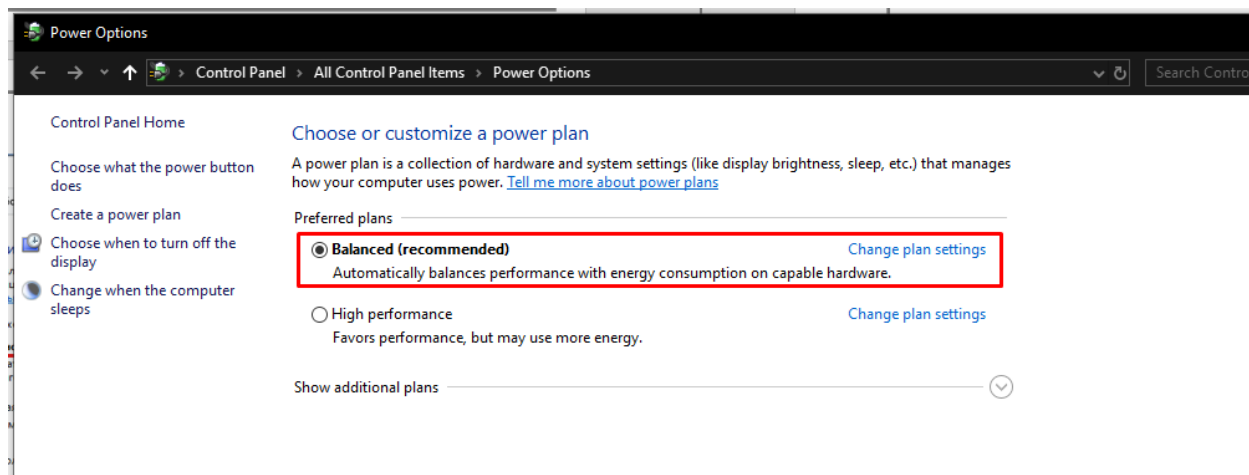 Power Options
Control Panel › All Control Panel Items › Power Options
Search Contro
Control Panel Home
Choose what the power button
does
Create a power plan
Choose when to turn off the
display
Change when the computer
sleeps
Choose or customize a power plan
A power plan is a collection of hardware and system settings (like display brightness, sleep, etc.) that manages
how your computer uses power. Tell me more about power plans
Preferred plans
Balanced (recommended) Change plan settings
Automatically balances performance with energy consumption on capable hardware.
High performance Change plan settings
Favors performance, but may use more energy.
Show additional plans